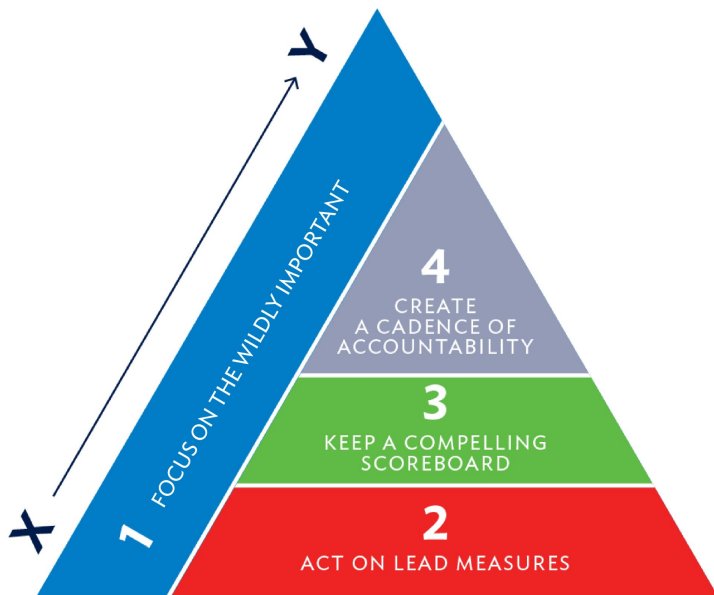 Y
X
1 FOCUS ON THE WILDLY IMPORTANT
4
CREATE
A CADENCE OF
ACCOUNTABILITY
3
KEEP A COMPELLING
SCOREBOARD
2
ACT ON LEAD MEASURES